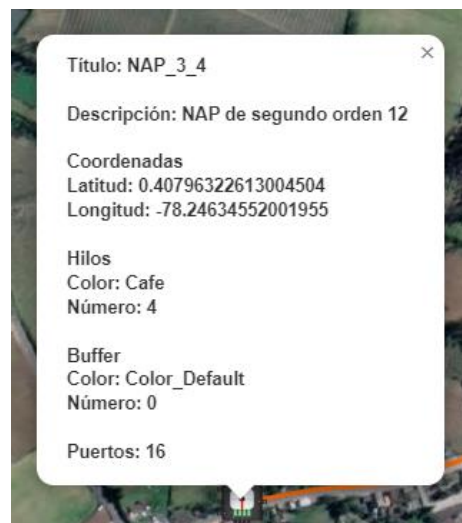 Título: NAP_3_4
Descripción: NAP de segundo orden 12
Coordenadas
Latitud: 0.40796322613004504
Longitud: -78.24634552001955
Hilos
Color: Cafe
Número: 4
Buffer
Color: Color_Default
Número: 0
Puertos: 16